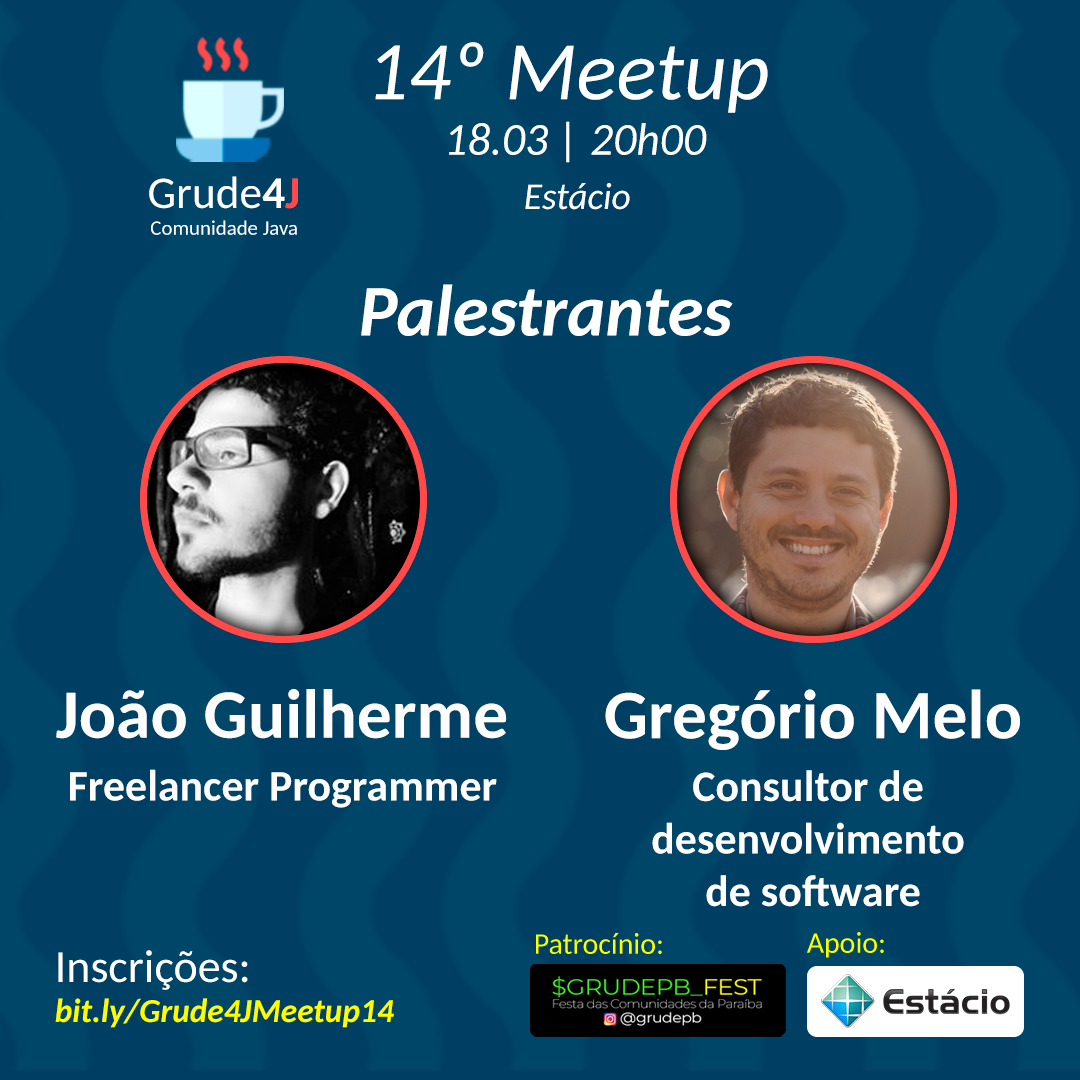 14º Meetup
18.03 | 20h00
Estácio
Grude4J
Comunidade Java
Palestrantes
João Guilherme
Freelancer Programmer
Gregório Melo
Consultor de
desenvolvimento
de software
Inscrições:
bit.ly/Grude4JMeetup14
Patrocínio:
$GRUDEPB_FEST
Festa das Comunidades da Paraíba
@grudepb
Apoio:
Estácio